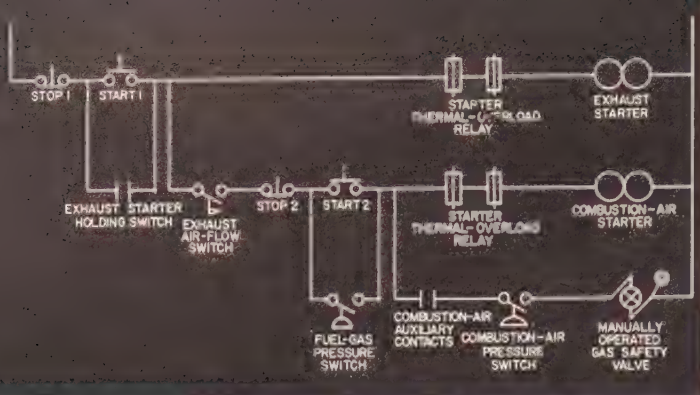 STOP 1
START 1
STARTER
THERMAL-OVERLOAD
RELAY
EXHAUST
STARTER
EXHAUST STARTER
HOLDING SWITCH
EXHAUST
AIR-FLOW
SWITCH
STOP 2
START 2
STARTER
THERMAL-OVERLOAD
RELAY
COMBUSTION-AIR
STARTER
FUEL-GAS
PRESSURE
SWITCH
COMBUSTION-AIR
AUXILIARY
CONTACTS
COMBUSTION-AIR
PRESSURE
SWITCH
MANUALLY
OPERATED
GAS SAFETY
VALVE